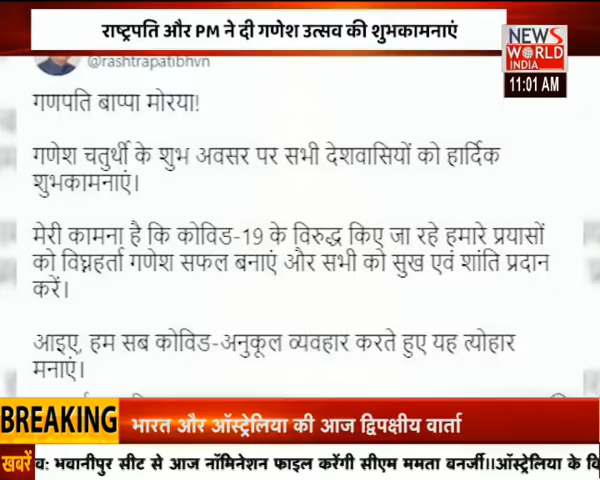 राष्ट्रपति और PM ने दी गणेश उत्सव की शुभकामनाएं
NEWS
WORLD
INDIA
11:01 AM
@rashtrapatibhvn
गणपति बाप्पा मोरया!
गणेश चतुर्थी के शुभ अवसर पर सभी देशवासियों को हार्दिक
शुभकामनाएं।
मेरी कामना है कि कोविड-19 के विरुद्ध किए जा रहे हमारे प्रयासों
को विघ्नहर्ता गणेश सफल बनाएं और सभी को सुख एवं शांति प्रदान
करें।
आइए, हम सब कोविड-अनुकूल व्यवहार करते हुए यह त्योहार
मनाएं।
BREAKING भारत और ऑस्ट्रेलिया की आज द्विपक्षीय वार्ता
खबरें व: भवानीपुर सीट से आज नॉमिनेशन फाइल करेंगी सीएम ममता बनर्जी।।ऑस्ट्रेलिया के वि